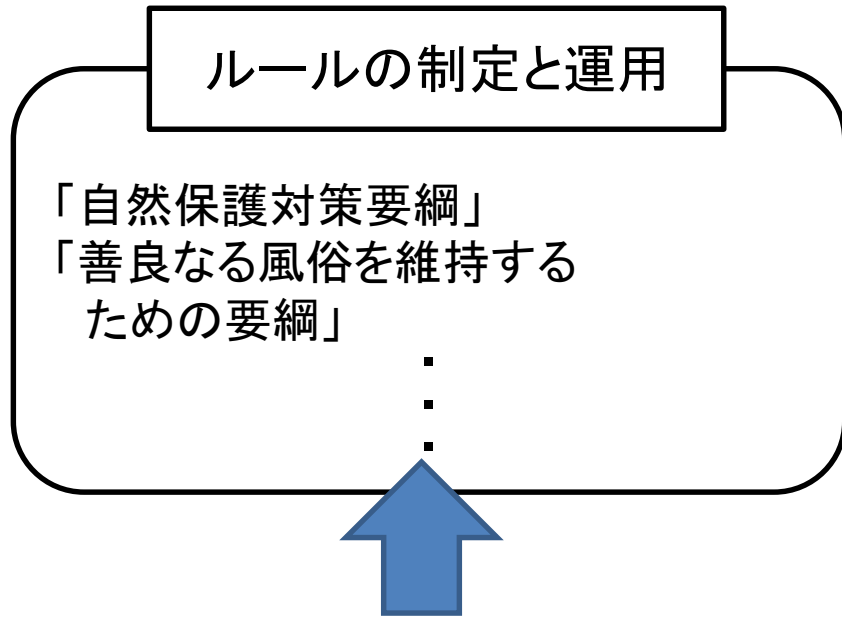 ルールの制定と運用
「自然保護対策要綱」
「善良なる風俗を維持する
ための要綱」
・
・
・